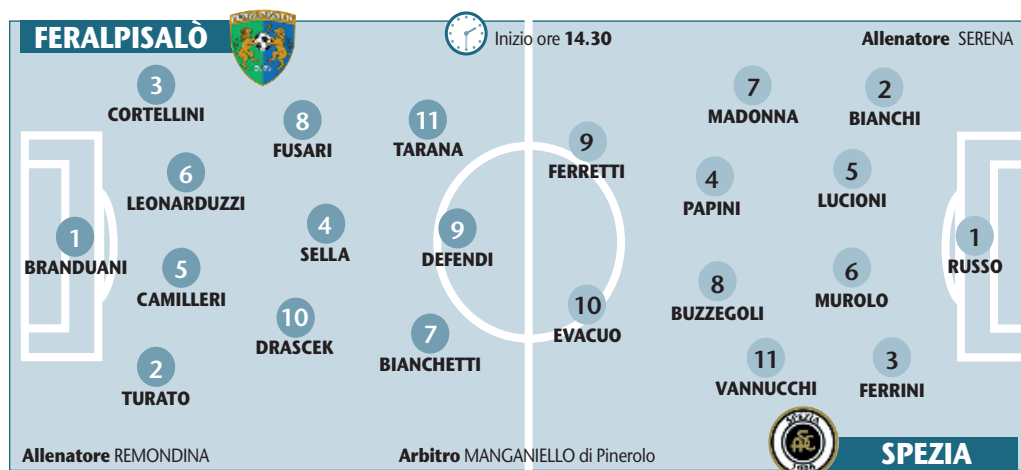 FERALPISALÒ
Inizio ore 14.30
Allenatore SERENA
3
CORTELLINI
8
FUSARI
11
TARANA
6
LEONARDUZZI
4
SELLA
9
DEFENDI
1
BRANDUANI
5
CAMILLERI
10
DRASCEK
7
BIANCHETTI
2
TURATO
9
FERRETTI
7
MADONNA
2
BIANCHI
4
PAPINI
5
LUCIONI
1
RUSSO
10
EVACUO
8
BUZZEGOLI
6
MUROLO
11
VANNUCCHI
3
FERRINI
Allenatore REMONDINA
Arbitro MANGANIELLO di Pinerolo
SPEZIA
SPEZIA